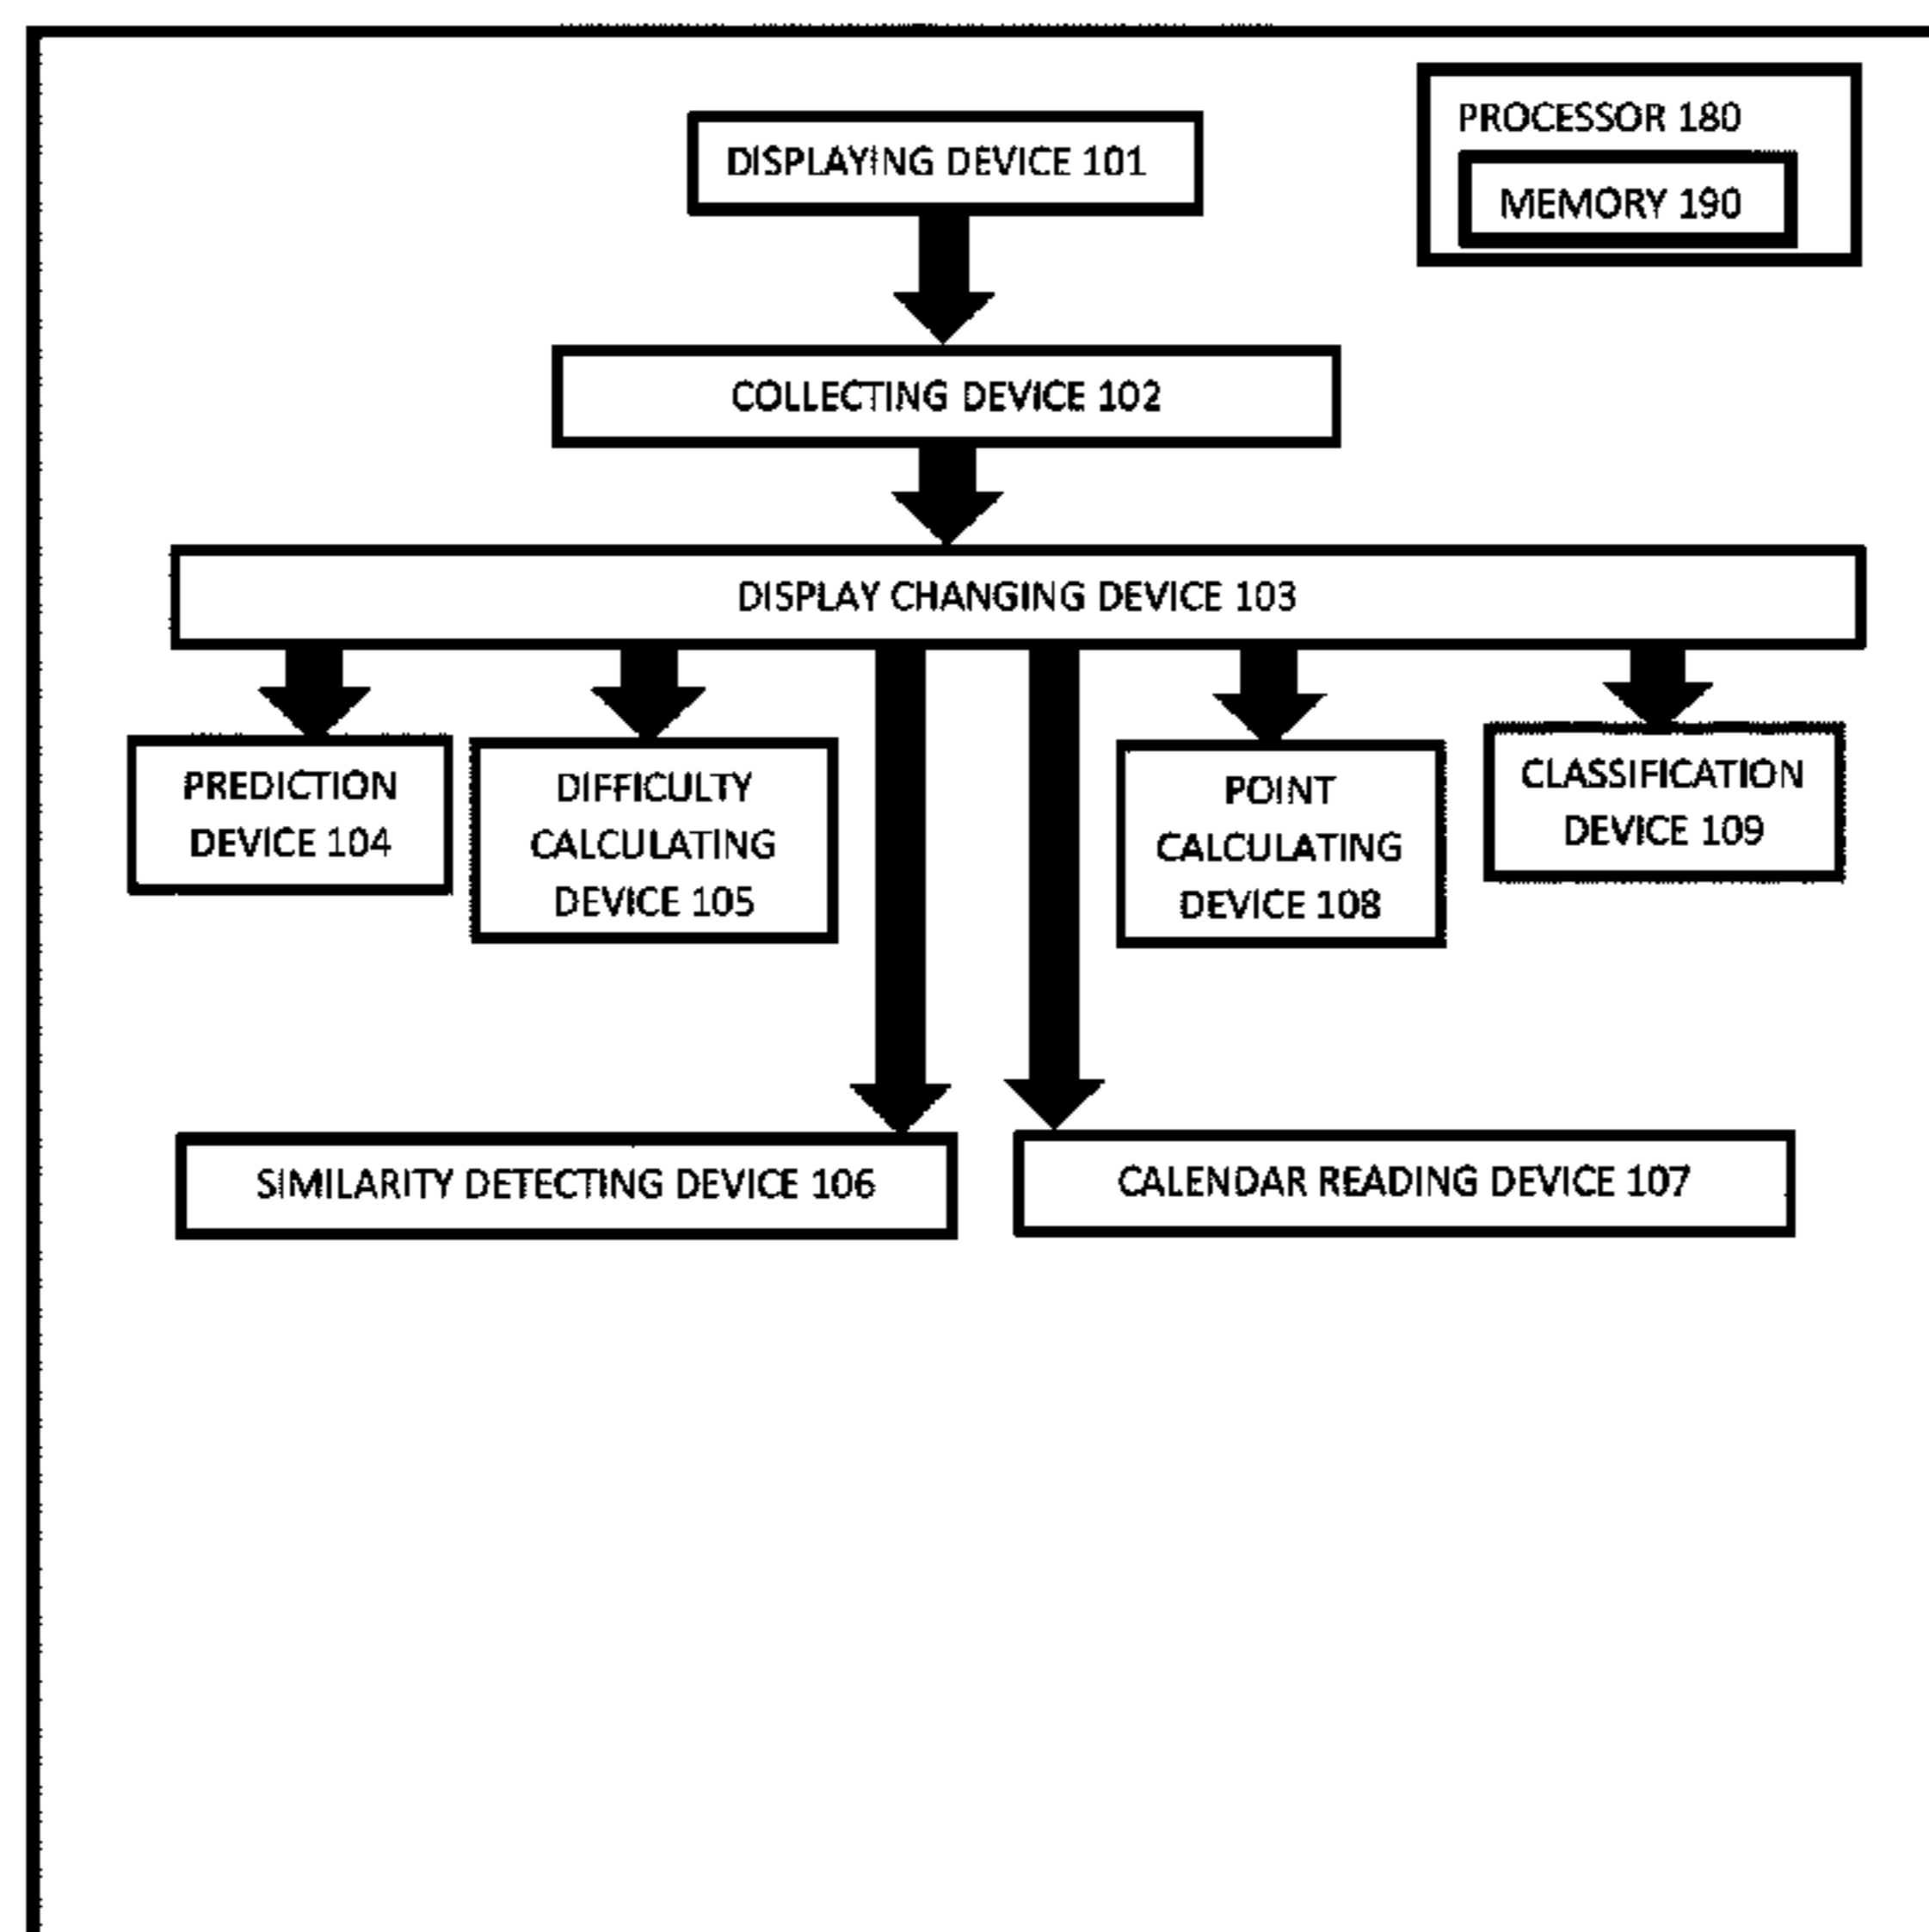 PROCESSOR 180
MEMORY 190
DISPLAYING DEVICE 101
COLLECTING DEVICE 102
DISPLAY CHANGING DEVICE 103
PREDICTION
DEVICE 104
DIFFICULTY
CALCULATING
DEVICE 105
POINT
CALCULATING
DEVICE 108
CLASSIFICATION
DEVICE 109
SIMILARITY DETECTING DEVICE 106
CALENDAR READING DEVICE 107